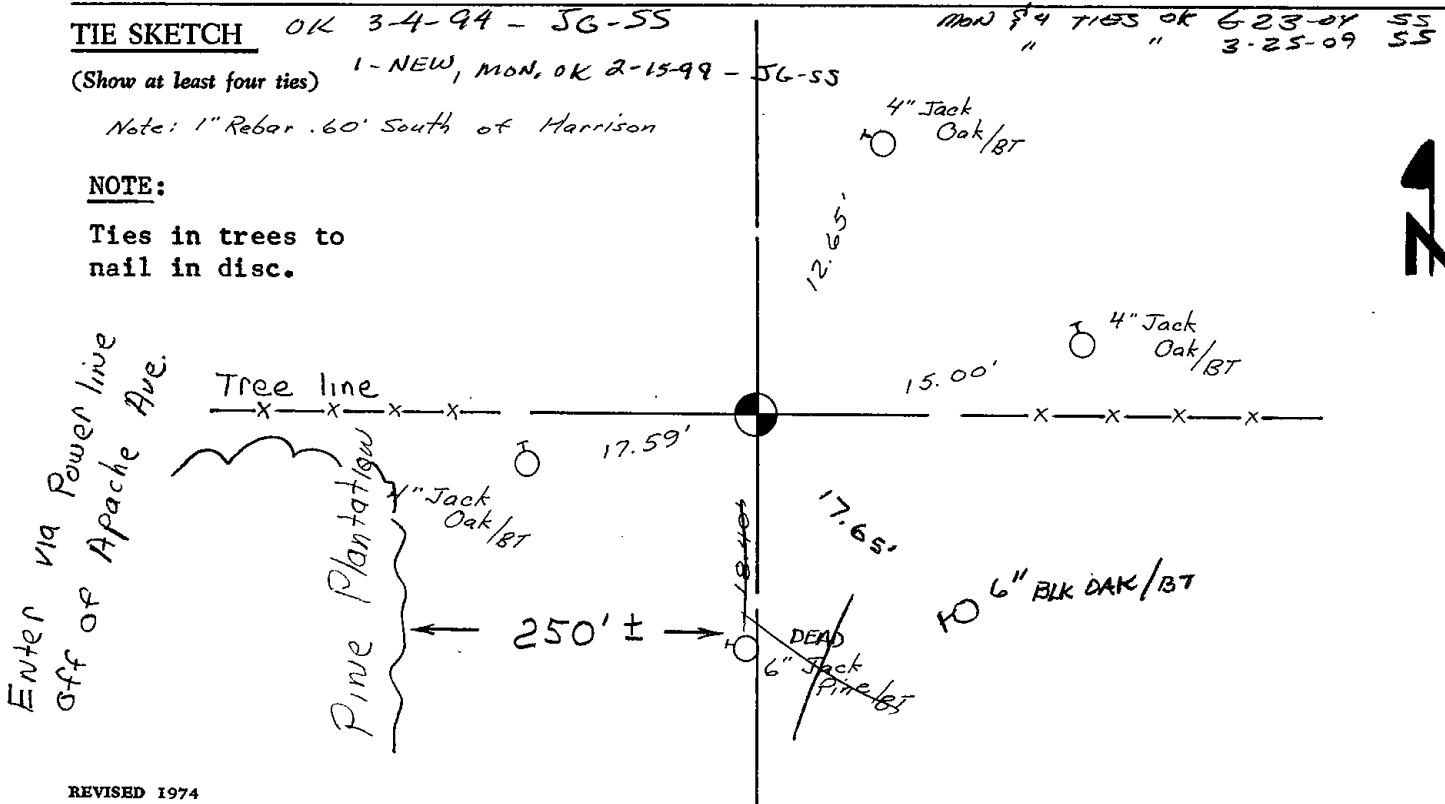 TIE SKETCH OK 3-4-94 - JG-SS
MON & 4 TIES OK 6-23-04 SS
" " 3-25-09 SS
(Show at least four ties) 1-NEW, MON. OK 2-15-99 - JG-SS
Note: 1" Rebar .60' South of Harrison
4" Jack
Oak/BT
NOTE:
Ties in trees to
nail in disc.
12.65'
N
4" Jack
Oak/BT
15.00'
Enter via Power line
off of Apache Ave.
Tree line
x x x x
x x x x
17.59'
4" Jack
Oak/BT
Pine Plantation
18.40'
17.65'
6" BLK OAK/BT
250' ±
DEAD
6" Jack
Pine/BT
REVISED 1974